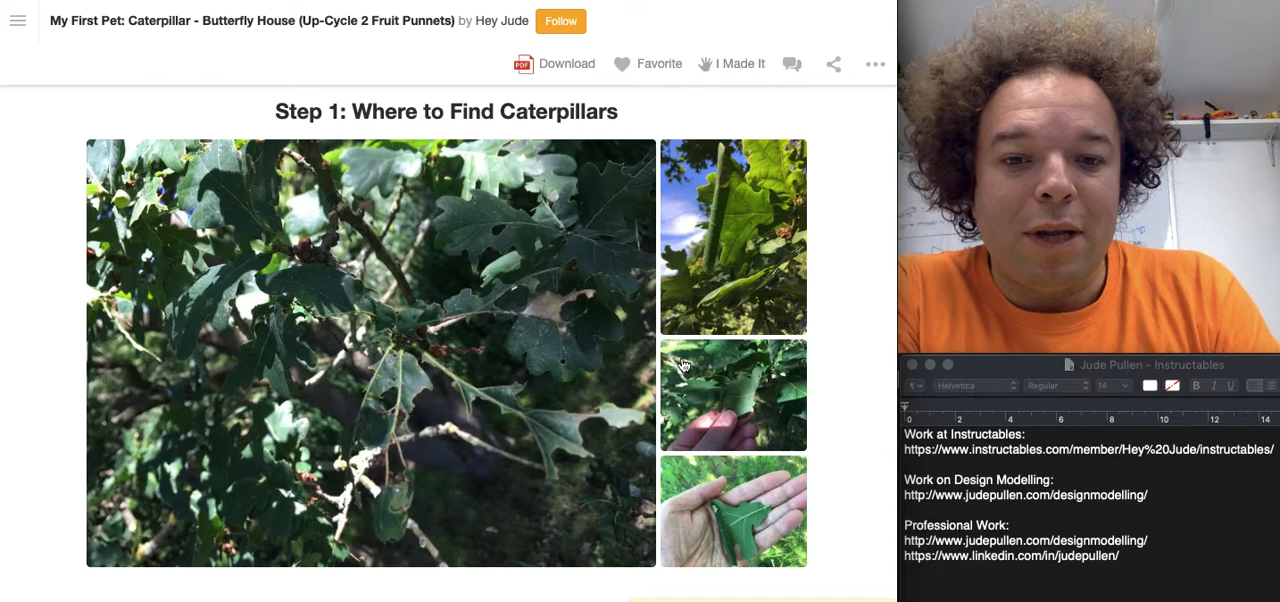 My First Pet: Caterpillar - Butterfly House (Up-Cycle 2 Fruit Punnets) by Hey Jude Follow
PDF Download Favorite I Made It
Step 1: Where to Find Caterpillars
Jude Pullen - Instructables
Helvetica Regular 14 B I U
0 2 4 6 8 10 12 14
Work at Instructables:
https://www.instructables.com/member/Hey%20Jude/instructables/
Work on Design Modelling:
http://www.judepullen.com/designmodelling/
Professional Work:
http://www.judepullen.com/designmodelling/
https://www.linkedin.com/in/judepullen/